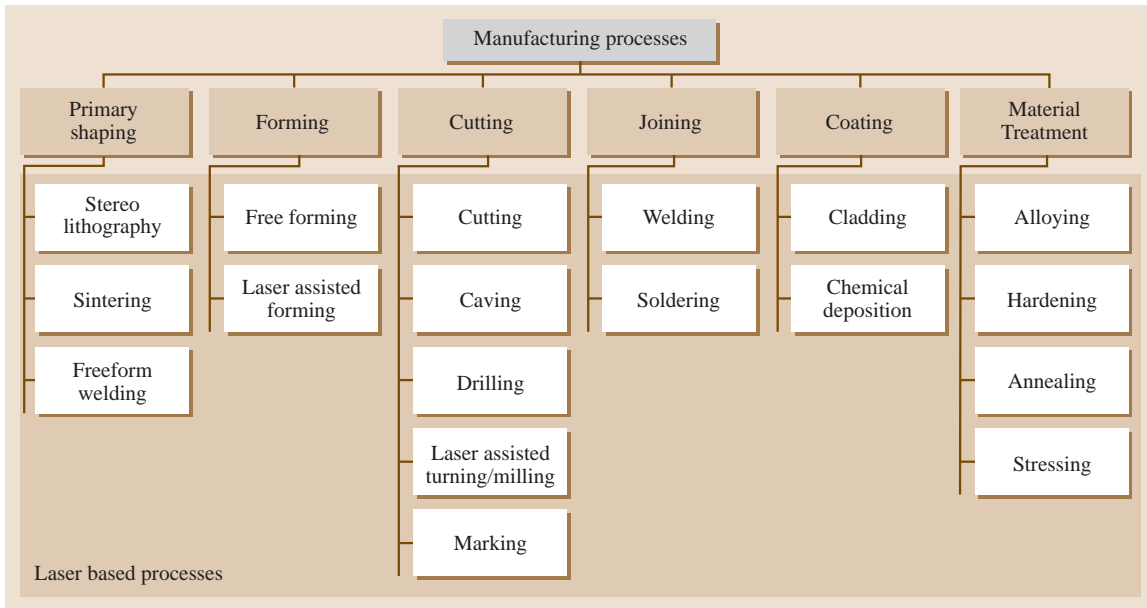 Manufacturing processes
Primary
shaping
Forming
Cutting
Joining
Coating
Material
Treatment
Stereo
lithography
Sintering
Freeform
welding
Free forming
Laser assisted
forming
Cutting
Caving
Drilling
Laser assisted
turning/milling
Marking
Welding
Soldering
Cladding
Chemical
deposition
Alloying
Hardening
Annealing
Stressing
Laser based processes